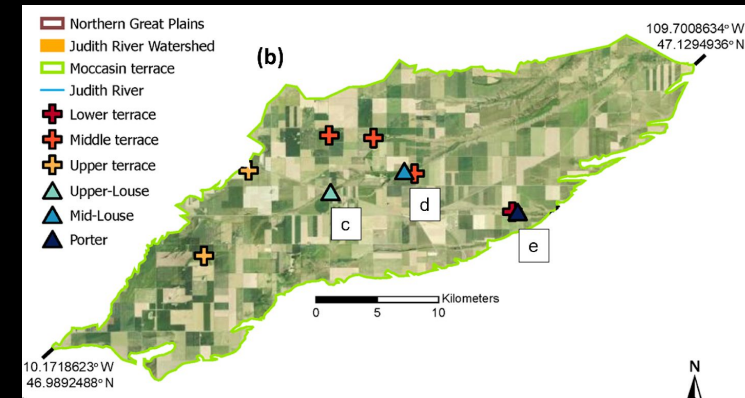 Northern Great Plains
Judith River Watershed
Moccasin terrace
Judith River
Lower terrace
Middle terrace
Upper terrace
Upper-Louse
Mid-Louse
Porter
(b)
109.7008634° W
47.1294936° N
c
d
e
Kilometers
0 5 10
10.1718623° W
46.9892488° N
N